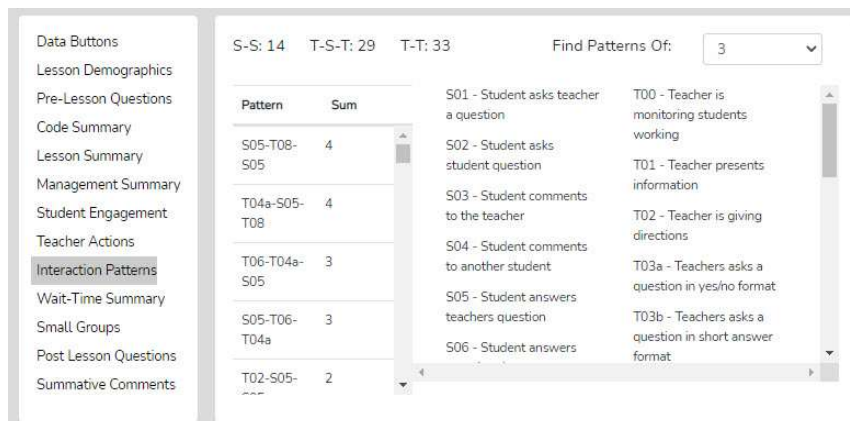 Data Buttons
Lesson Demographics
Pre-Lesson Questions
Code Summary
Lesson Summary
Management Summary
Student Engagement
Teacher Actions
Interaction Patterns
Wait-Time Summary
Small Groups
Post Lesson Questions
Summative Comments
S-S: 14 T-S-T: 29 T-T: 33 Find Patterns Of: 3
Pattern Sum
S05-T08- 4
S05
T04a-S05- 4
T08
T06-T04a- 3
S05
S05-T06- 3
T04a
T02-S05- 2
S01 - Student asks teacher
a question
S02 - Student asks
student question
S03 - Student comments
to the teacher
S04 - Student comments
to another student
S05 - Student answers
teachers question
S06 - Student answers
T00 - Teacher is
monitoring students
working
T01 - Teacher presents
information
T02 - Teacher is giving
directions
T03a - Teachers asks a
question in yes/no format
T03b - Teachers asks a
question in short answer
format